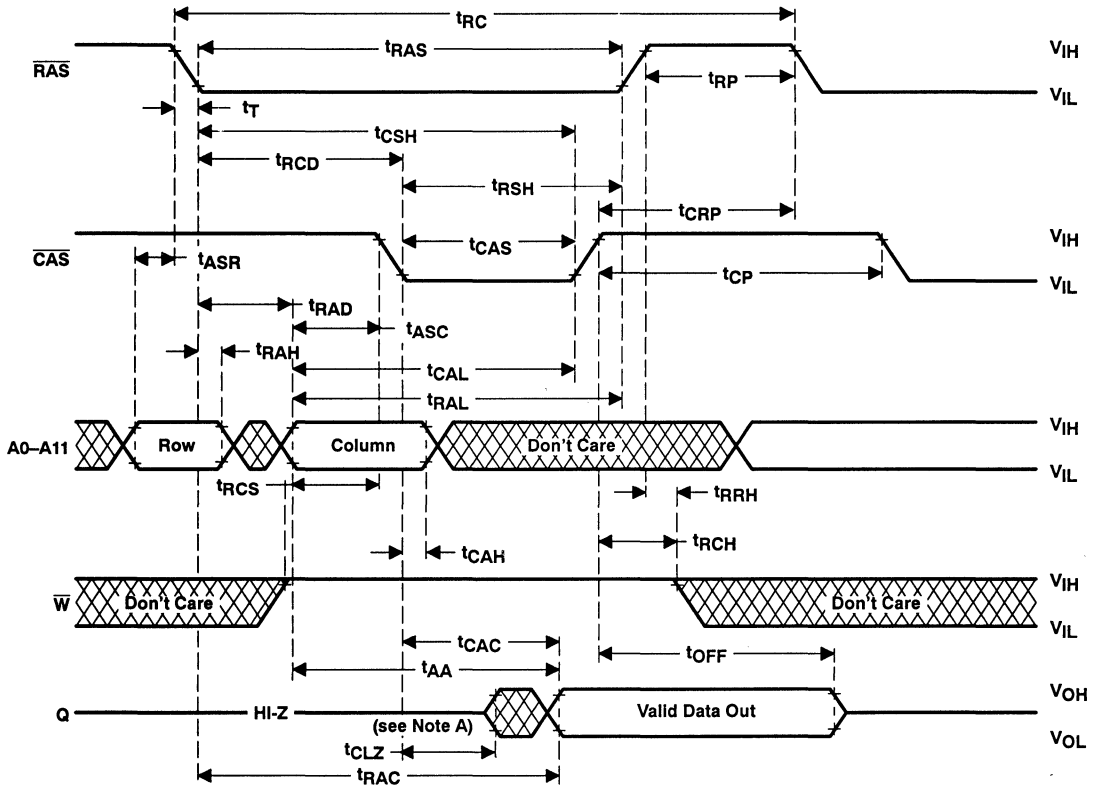 tRC
tRAS
VIH
RAS
tRP
VIL
tT
tCSH
tRCD
tRSH
tCRP
VIH
CAS
tCAS
tASR
tCP
VIL
tRAD
tASC
tRAH
tCAL
tRAL
VIH
A0–A11
Row
Column
Don't Care
VIL
tRCS
tRRH
tRCH
tCAH
VIH
W
Don't Care
Don't Care
VIL
tCAC
tOFF
tAA
VOH
Q
HI-Z
Valid Data Out
(see Note A)
VOL
tCLZ
tRAC